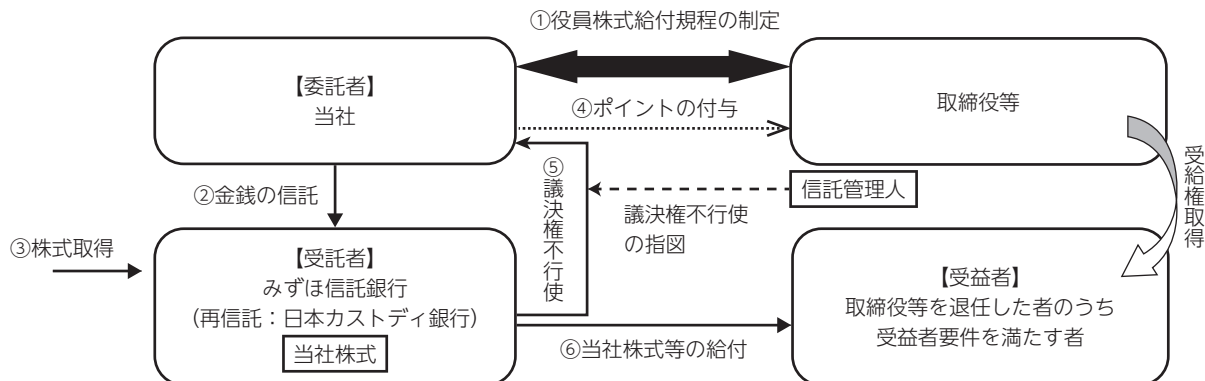 ①役員株式給付規程の制定
【委託者】
当社
取締役等
④ポイントの付与
②金銭の信託
⑤議決権不行使
信託管理人
議決権不行使
の指図
受給権取得
③株式取得
【受託者】
みずほ信託銀行
(再信託：日本カストディ銀行)
当社株式
⑥当社株式等の給付
【受益者】
取締役等を退任した者のうち
受益者要件を満たす者